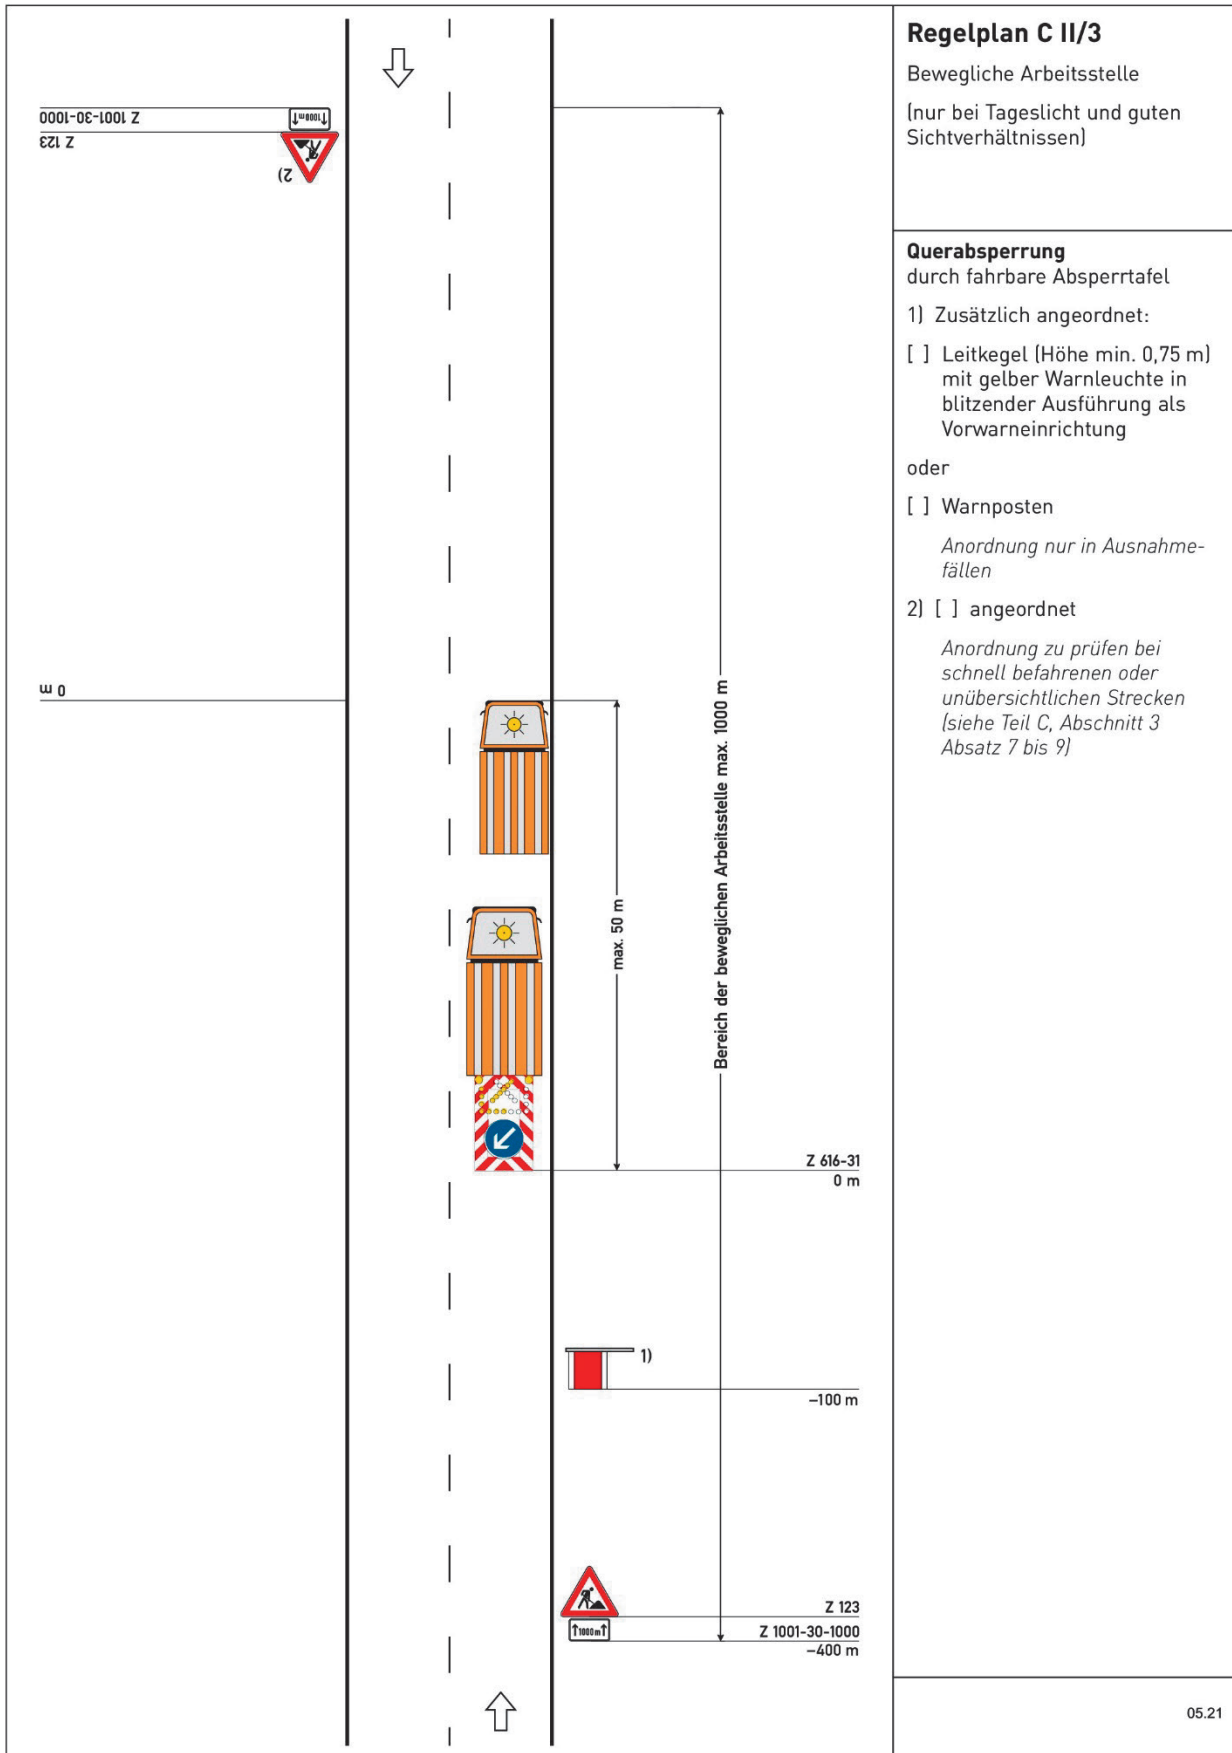 Regelplan C II/3
Bewegliche Arbeitsstelle
(nur bei Tageslicht und guten
Sichtverhältnissen)
Querabsperrung
durch fahrbare Absperrtafel
1) Zusätzlich angeordnet:
[ ] Leitkegel (Höhe min. 0,75 m)
mit gelber Warnleuchte in
blitzender Ausführung als
Vorwarneinrichtung
oder
[ ] Warnposten
Anordnung nur in Ausnahme-
fällen
2) [ ] angeordnet
Anordnung zu prüfen bei
schnell befahrenen oder
unübersichtlichen Strecken
(siehe Teil C, Abschnitt 3
Absatz 7 bis 9)
Z 1001-30-1000
1000 m
Z 123
2)
0 m
max. 50 m
Bereich der beweglichen Arbeitsstelle max. 1000 m
Z 616-31
0 m
1)
–100 m
Z 123
1000 m
Z 1001-30-1000
–400 m
05.21